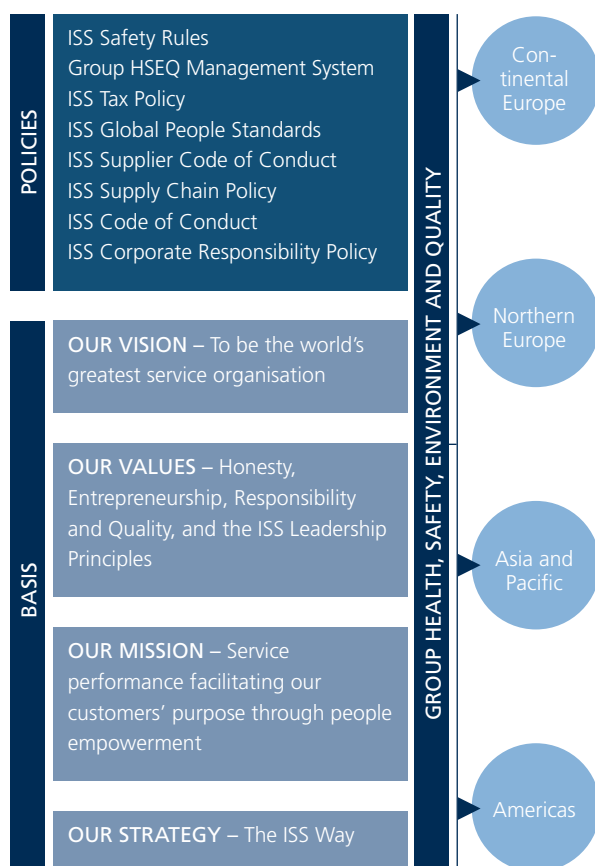 POLICIES
ISS Safety Rules
Group HSEQ Management System
ISS Tax Policy
ISS Global People Standards
ISS Supplier Code of Conduct
ISS Supply Chain Policy
ISS Code of Conduct
ISS Corporate Responsibility Policy
BASIS
OUR VISION – To be the world's
greatest service organisation
OUR VALUES – Honesty,
Entrepreneurship, Responsibility
and Quality, and the ISS Leadership
Principles
OUR MISSION – Service
performance facilitating our
customers' purpose through people
empowerment
OUR STRATEGY – The ISS Way
GROUP HEALTH, SAFETY, ENVIRONMENT AND QUALITY
Con-
tinental
Europe
Northern
Europe
Asia and
Pacific
Americas